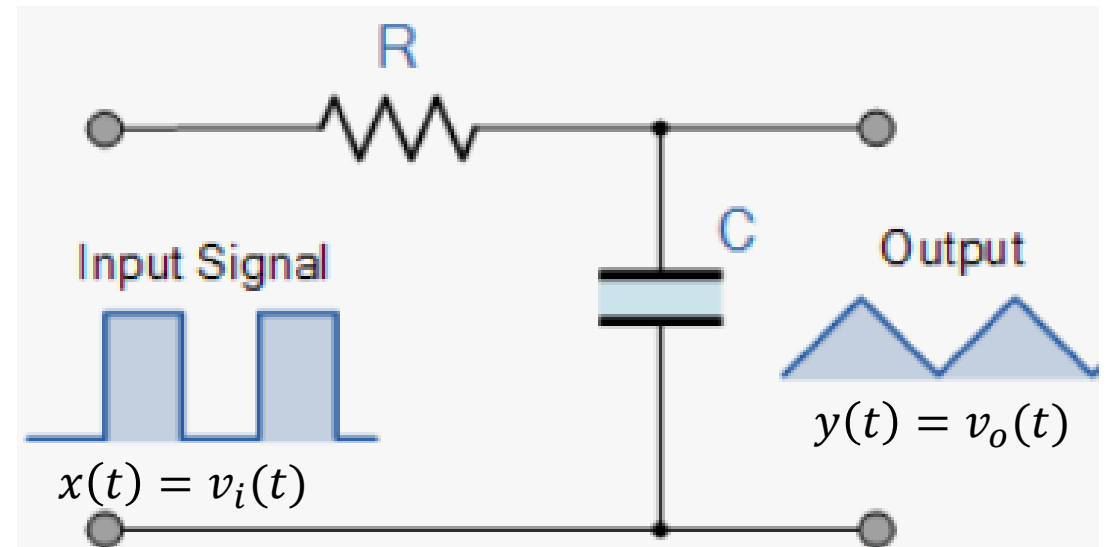 R
C
Input Signal
Output
x(t) = v_i(t)
y(t) = v_o(t)